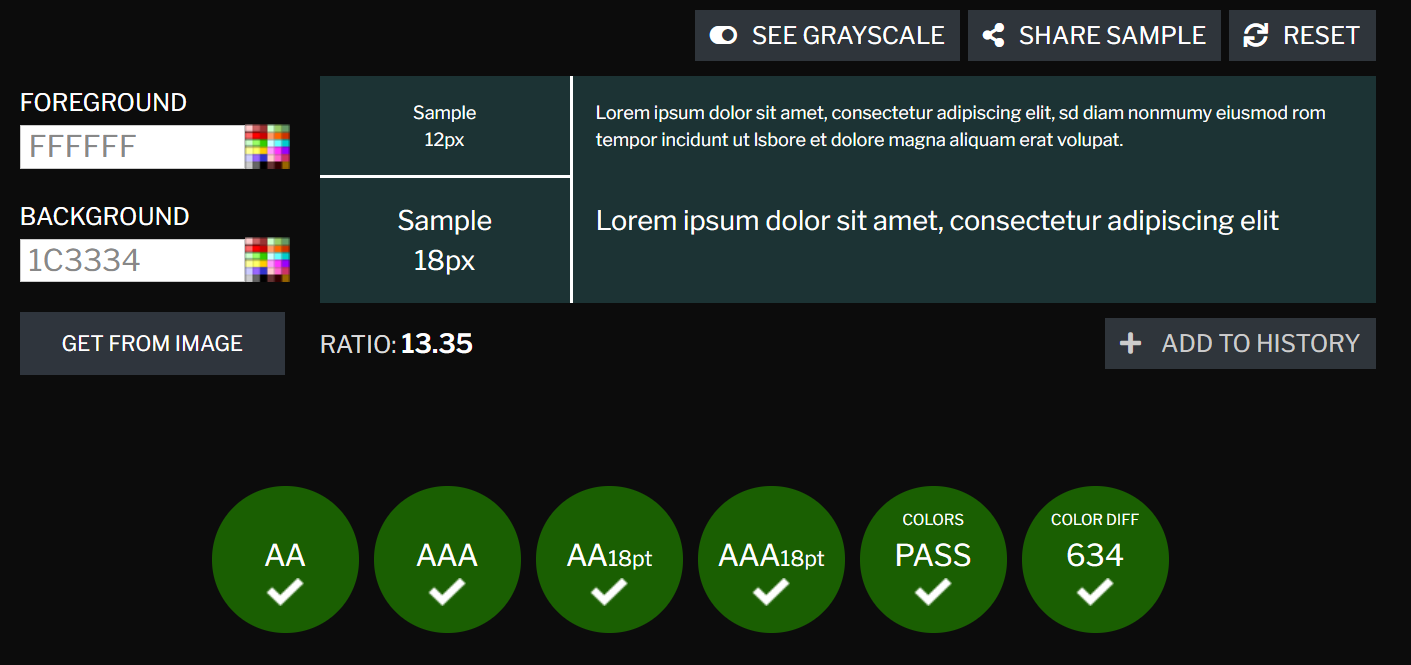 SEE GRAYSCALE
SHARE SAMPLE
RESET
FOREGROUND
FFFFFF
BACKGROUND
1C3334
GET FROM IMAGE
Sample
12px
Lorem ipsum dolor sit amet, consectetur adipiscing elit, sd diam nonmumy eiusmod rom
tempor incidunt ut lsbore et dolore magna aliquam erat volupat.
Sample
18px
Lorem ipsum dolor sit amet, consectetur adipiscing elit
RATIO: 13.35
ADD TO HISTORY
AA
AAA
AA18pt
AAA18pt
COLORS
PASS
COLOR DIFF
634